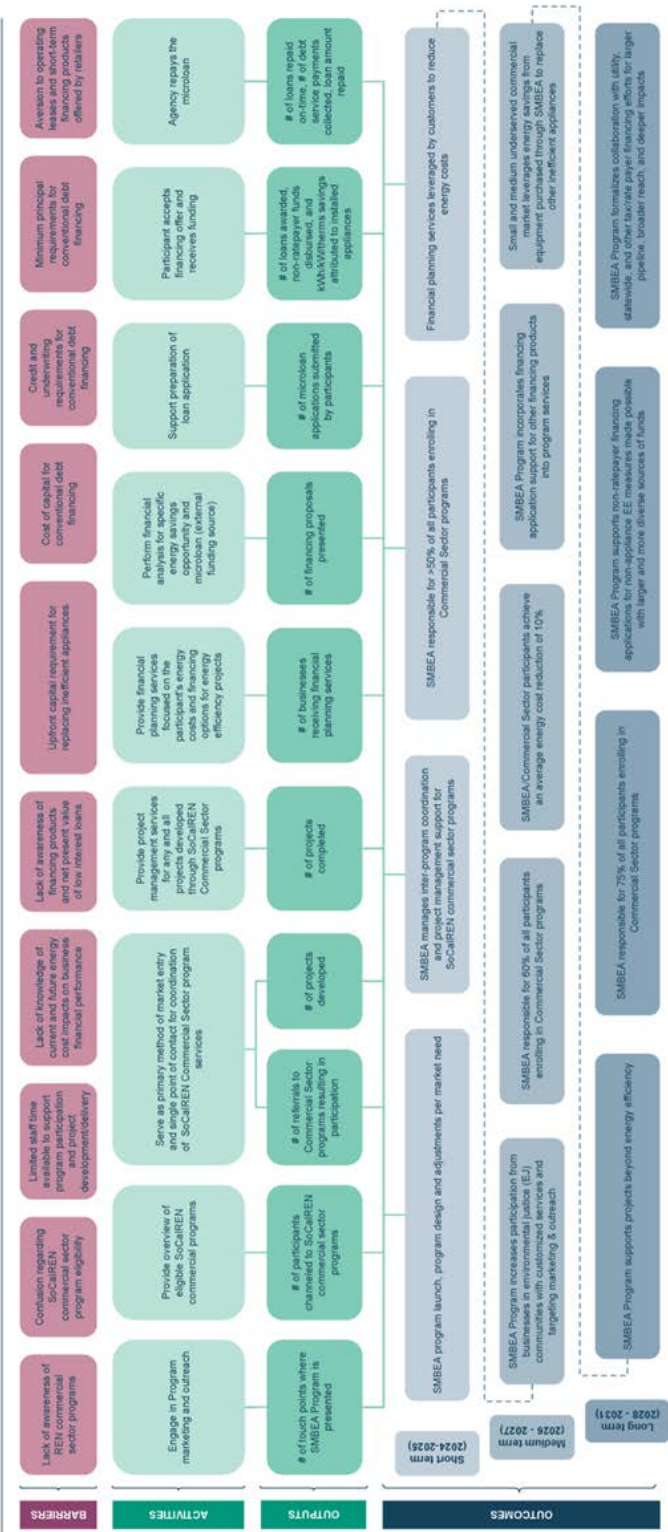 BARRIERS
Lack of awareness of
REN commercial
sector programs
Confusion regarding
SoCalREN
commercial sector
program eligibility
Limited staff time
available to support
program participation
and project
development/delivery
Lack of knowledge of
current and future energy
cost impacts on business
financial performance
Lack of awareness of
financing products
and net present value
of low interest loans
Upfront capital requirement for
replacing inefficient appliances
Cost of capital for
conventional debt
financing
Credit and
underwriting
requirements for
conventional debt
financing
Minimum principal
requirements for
conventional debt
financing
Aversion to operating
leases and short-term
financing products
offered by retailers
ACTIVITIES
Engage in Program
marketing and outreach
Provide overview of
eligible SoCalREN
commercial programs
Serve as primary method of market entry
and single point of contact for coordination
of SoCalREN Commercial Sector program
services
Provide project
management services
for any and all
projects developed
through SoCalREN
Commercial Sector
programs
Provide financial
planning services
focused on the
participant's energy
costs and financing
options for energy
efficiency projects
Perform financial
analysis for specific
energy savings
opportunity and
microloan (external
funding source)
Support preparation of
loan application
Participant accepts
financing offer and
receives funding
Agency repays the
microloan
OUTPUTS
# of touch points where
SMBEA Program is
presented
# of participants
channeled to SoCalREN
commercial sector
programs
# of referrals to
Commercial Sector
programs resulting in
participation
# of projects
developed
# of projects
completed
# of businesses
receiving financial
planning services
# of financing proposals
presented
# of microloan
applications submitted
by participants
# of loans awarded,
non-ratepayer funds
disbursed, and
kWh/kW/therms savings
attributed to installed
appliances
# of loans repaid
on-time, # of debt
service payments
collected, loan amount
repaid
OUTCOMES
Short term
(2024-2025)
SMBEA program launch, program design and adjustments per market need
SMBEA manages inter-program coordination
and project management support for
SoCalREN commercial sector programs
SMBEA responsible for >50% of all participants enrolling in
Commercial Sector programs
Financial planning services leveraged by customers to reduce
energy costs
Medium term
(2026 - 2027)
SMBEA Program increases participation from
businesses in environmental justice (EJ)
communities with customized services and
targeting marketing & outreach
SMBEA responsible for 60% of all participants
enrolling in Commercial Sector programs
SMBEA/Commercial Sector participants achieve
an average energy cost reduction of 10%
SMBEA Program incorporates financing
application support for other financing products
into program services
Small and medium underserved commercial
market leverages energy savings from
equipment purchased through SMBEA to replace
other inefficient appliances
Long term
(2028 - 2031)
SMBEA Program supports projects beyond energy efficiency
SMBEA responsible for 75% of all participants enrolling in
Commercial Sector programs
SMBEA Program supports non-ratepayer financing
applications for non-appliance EE measures made possible
with larger and more diverse sources of funds
SMBEA Program formalizes collaboration with utility,
statewide, and other tax/rate payer financing efforts for larger
pipeline, broader reach, and deeper impacts